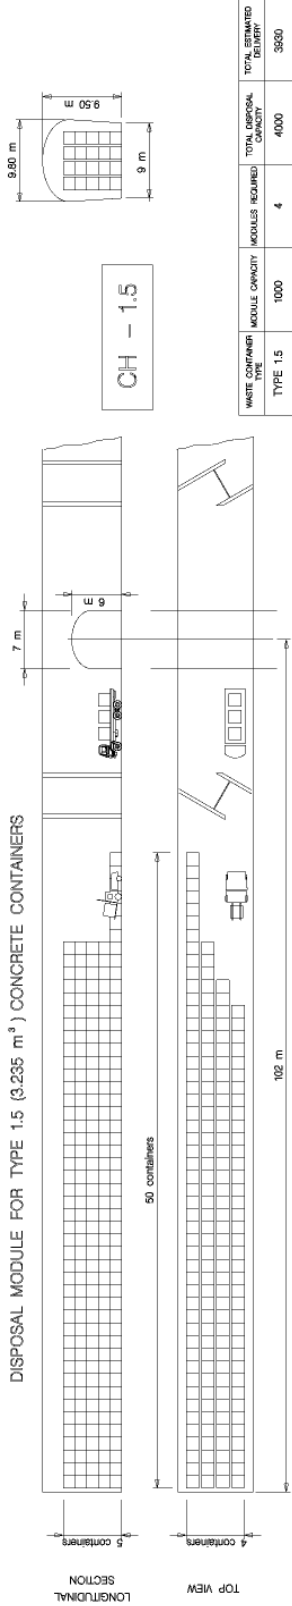 DISPOSAL MODULE FOR TYPE 1.5 (3.235 m³) CONCRETE CONTAINERS
LONGITUDINAL
SECTION
5 containers
50 containers
7 m
6 m
9.80 m
9.50 m
9 m
TOP VIEW
4 containers
102 m
CH - 1.5
WASTE CONTAINER TYPE
MODULE CAPACITY
MODULES REQUIRED
TOTAL DISPOSAL CAPACITY
TOTAL ESTIMATED DELIVERY
TYPE 1.5
1000
4
4000
3930